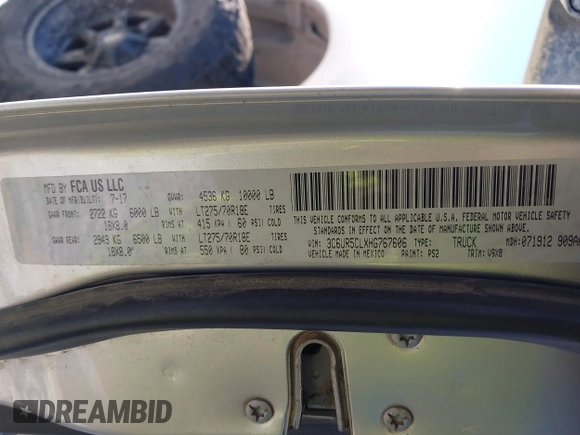 MFD BY FCA US LLC
DATE OF MFR(BUILT): 7-17 GVWR: 4536 KG 10000 LB
GAWR FRONT: 2722 KG 6000 LB WITH LT275/70R18E TIRES
18X8.0 RIMS AT 415 KPA ( 60 PSI) COLD
GAWR REAR: 2949 KG 6500 LB WITH LT275/70R18E TIRES
18X8.0 RIMS AT 550 KPA ( 80 PSI) COLD
THIS VEHICLE CONFORMS TO ALL APPLICABLE U.S.A. FEDERAL MOTOR VEHICLE SAFETY
STANDARDS IN EFFECT ON THE DATE OF MANUFACTURE SHOWN ABOVE
VIN: 3C6UR5CLXHG767606 TYPE: TRUCK MDH: 071912 909A
VEHICLE MADE IN MEXICO PAINT: PS2 TRIM: V9X8
DREAMBID